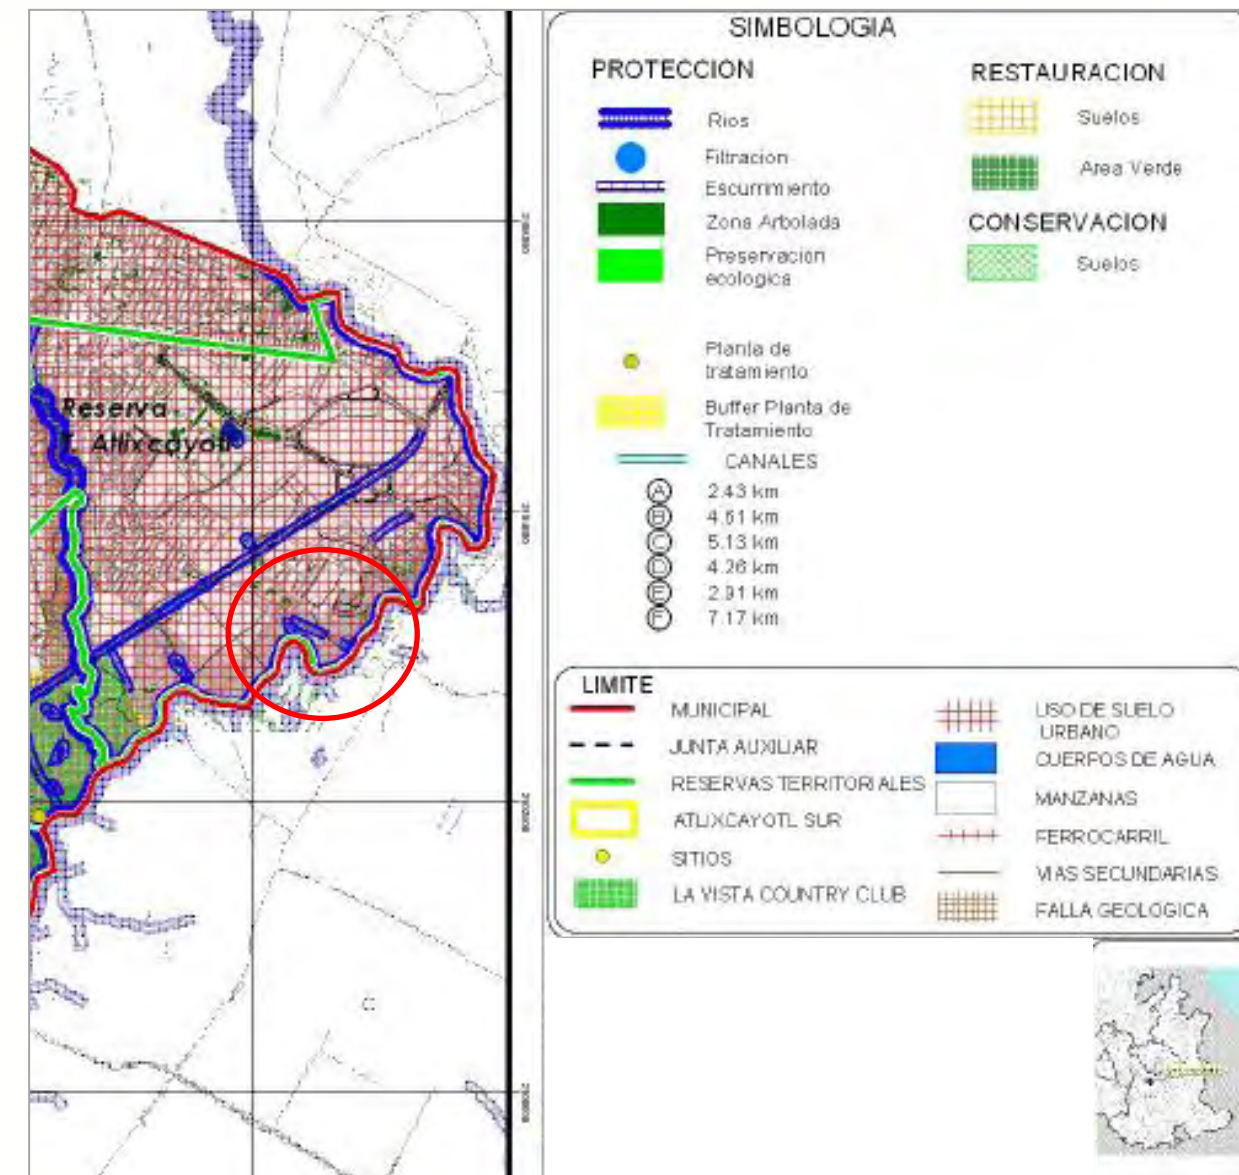 Reserva
T. Atlixcayotl
SIMBOLOGIA
PROTECCION
Rios
Filtracion
Escurrimiento
Zona Arbolada
Preservacion
ecologica
Planta de
tratamiento
Buffer Planta de
Tratamiento
CANALES
A 2.43 km
B 4.61 km
C 5.13 km
D 4.26 km
E 2.91 km
F 7.17 km
RESTAURACION
Suelos
Area Verde
CONSERVACION
Suelos
LIMITE
MUNICIPAL
JUNTA AUXILIAR
RESERVAS TERRITORIALES
ATLIXCAYOTL SUR
SITIOS
LA VISTA COUNTRY CLUB
USO DE SUELO
URBANO
CUERPOS DE AGUA
MANZANAS
FERROCARRIL
VIAS SECUNDARIAS
FALLA GEOLOGICA